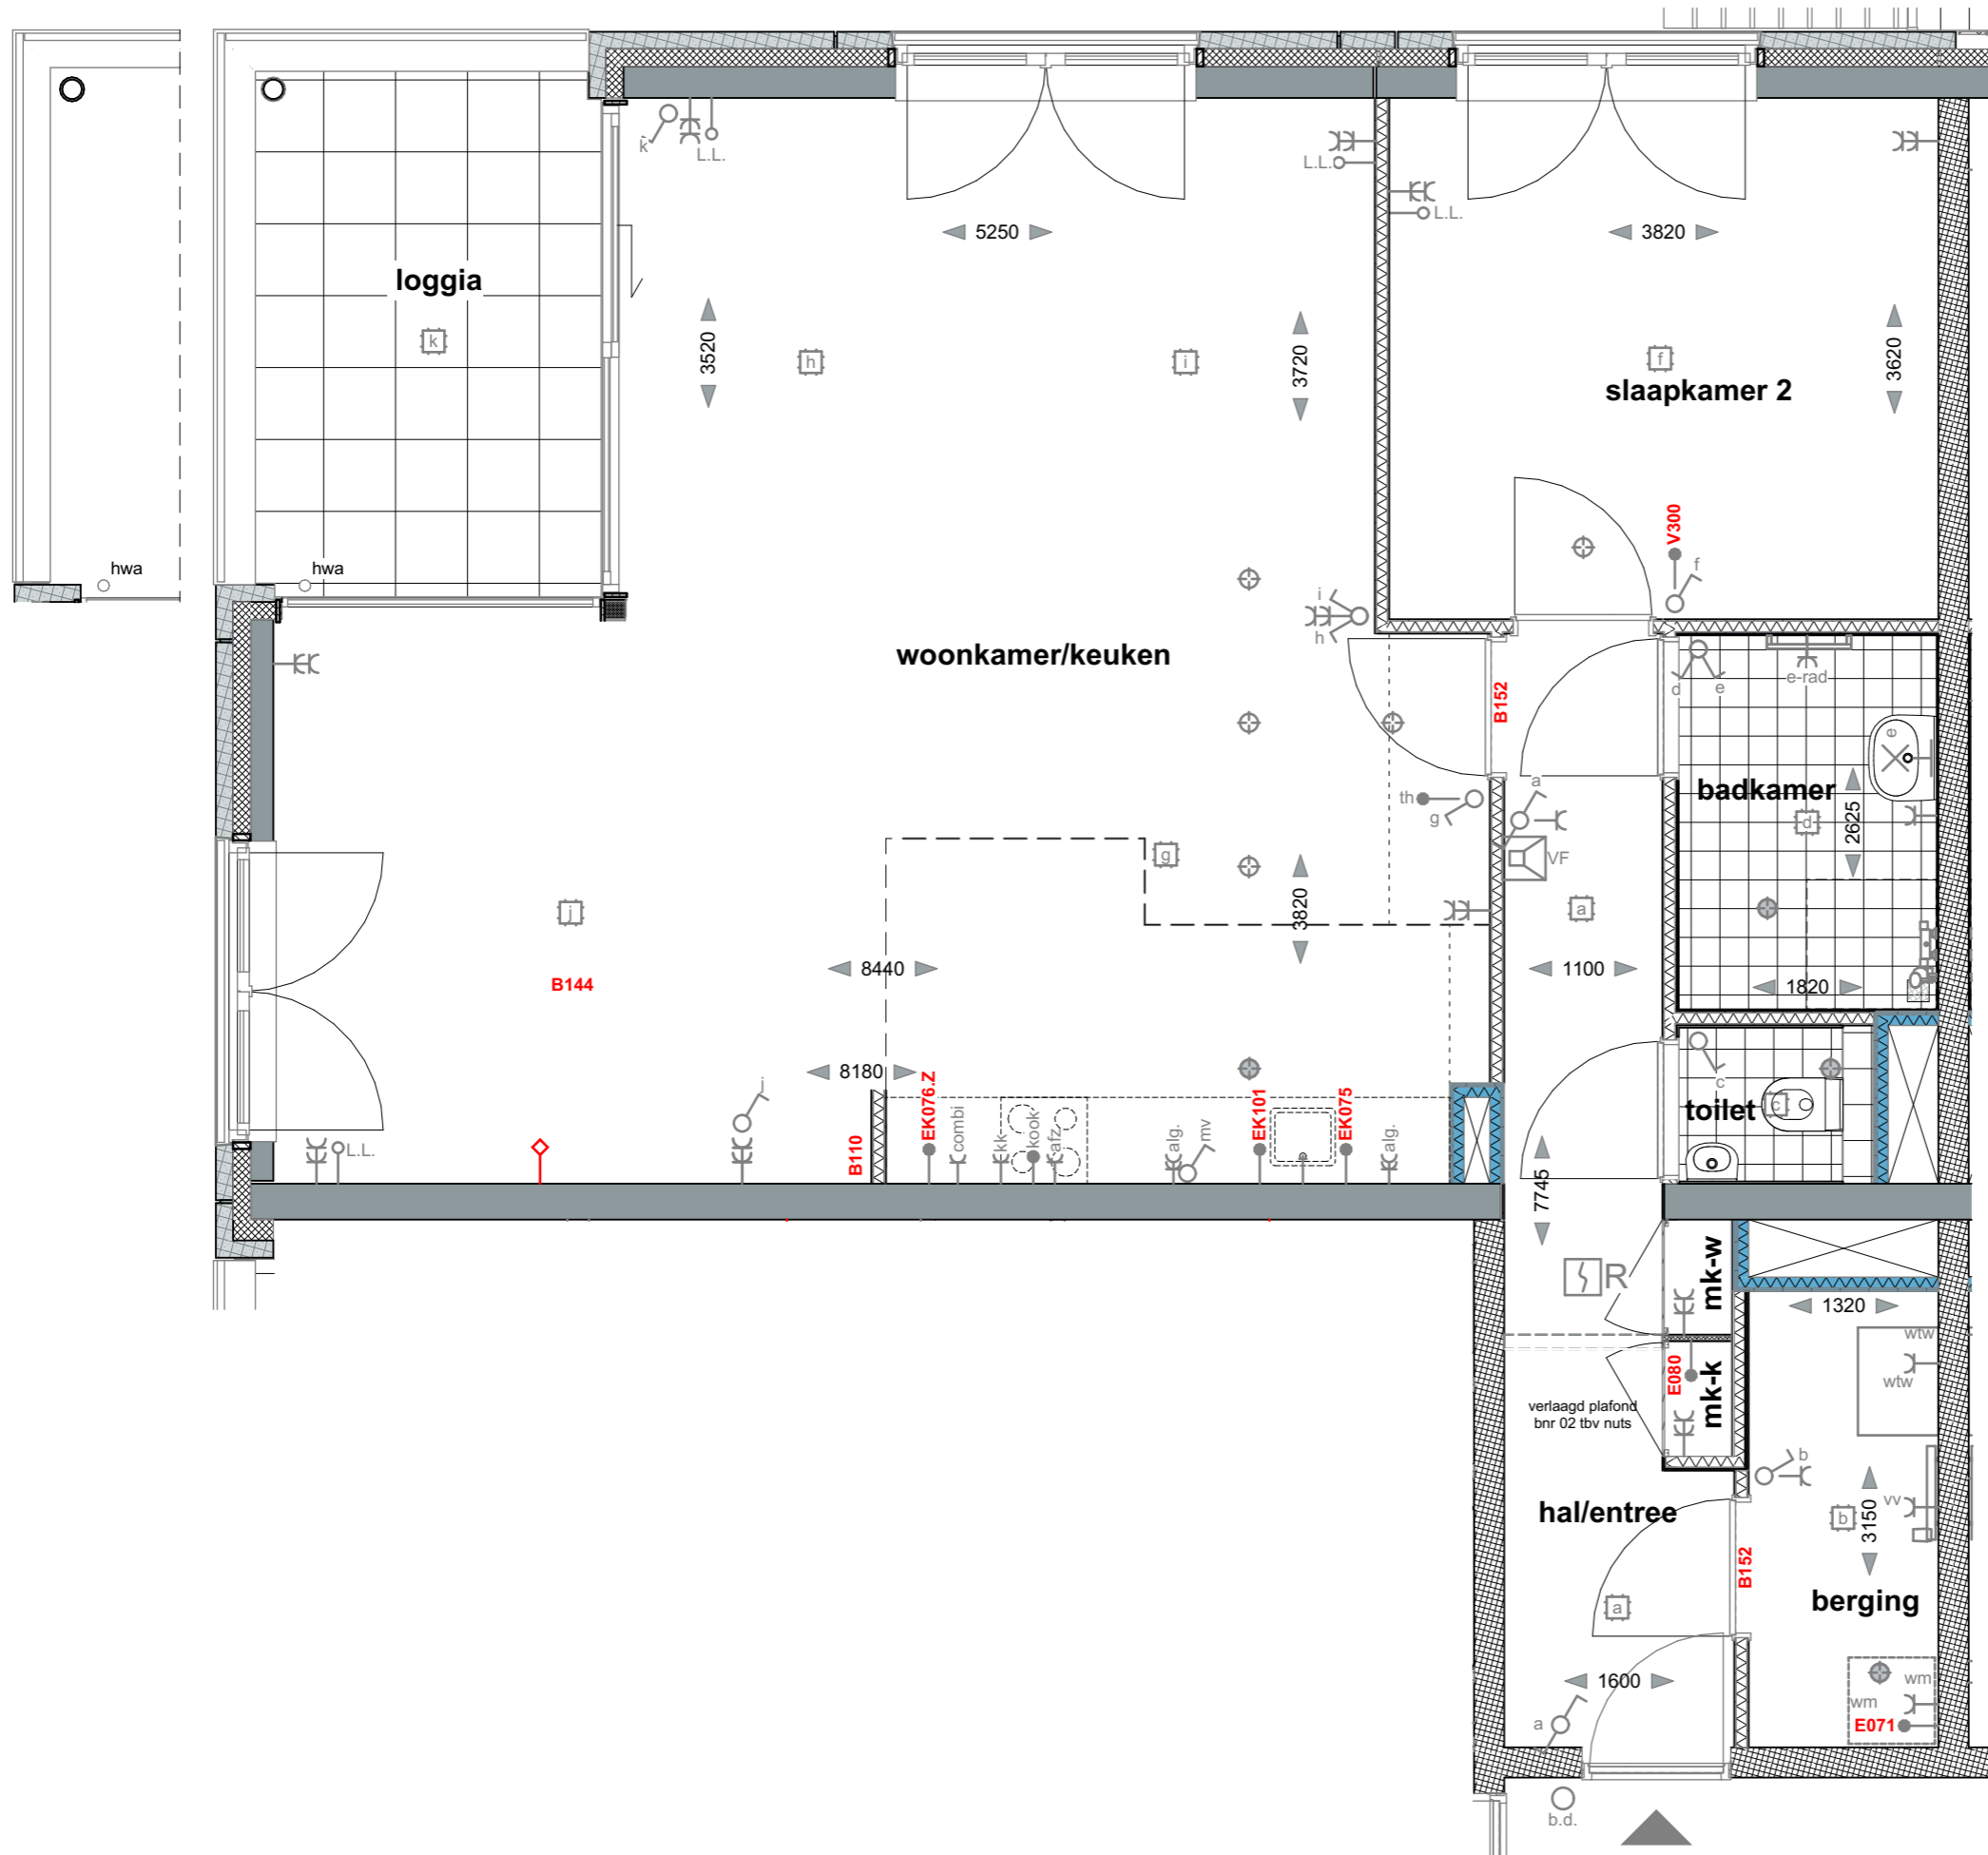 k
L.L.
L.L.
L.L.
5250
3820
loggia
k
3520
h
i
3720
f
3620
slaapkamer 2
V300
f
hwa
hwa
i
h
woonkamer/keuken
B152
d
e
e-rad
e
badkamer
d
2625
th
g
a
VF
g
3820
j
a
8440
1100
B144
1820
8180
j
L.L.
B110
EK076.Z
combi
kk
kook
afz
alg.
mv
EK101
EK075
alg.
c
toilet
c
7745
R
mk-w
1320
wtw
wtw
E080
mk-k
verlaagd plafond
bnr 02 tbv nuts
b
vv
b
3150
hal/entree
B152
berging
a
1600
wm
wm
E071
a
b.d.